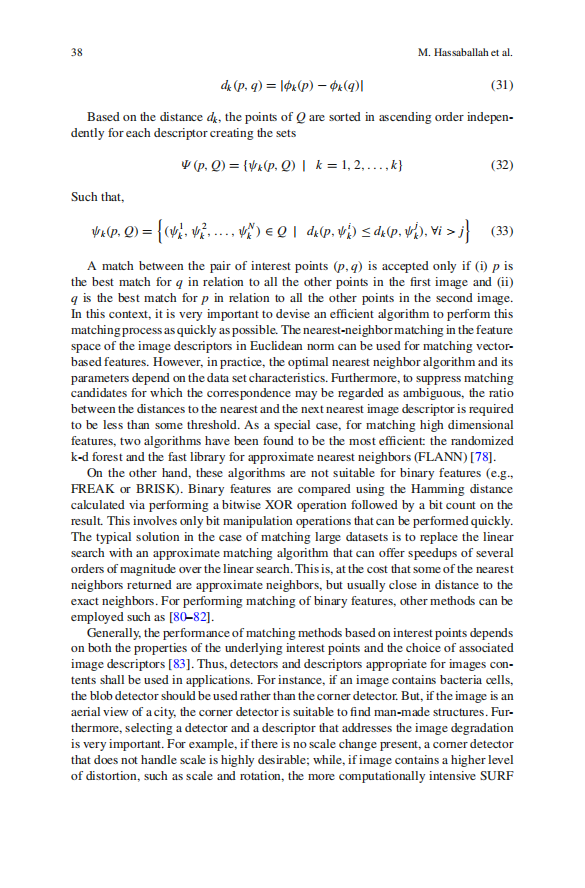 38 M. Hassaballah et al.
dₖ(p, q) = |ϕₖ(p) − ϕₖ(q)| (31)
Based on the distance dₖ, the points of Q are sorted in ascending order indepen-
dently for each descriptor creating the sets
Ψ(p, Q) = {ψₖ(p, Q) | k = 1, 2, . . . , k} (32)
Such that,
ψₖ(p, Q) = {(ψₖ¹, ψₖ², . . . , ψₖᴺ) ∈ Q | dₖ(p, ψₖⁱ) ≤ dₖ(p, ψₖʲ), ∀i > j} (33)
A match between the pair of interest points (p, q) is accepted only if (i) p is
the best match for q in relation to all the other points in the first image and (ii)
q is the best match for p in relation to all the other points in the second image.
In this context, it is very important to devise an efficient algorithm to perform this
matching process as quickly as possible. The nearest-neighbor matching in the feature
space of the image descriptors in Euclidean norm can be used for matching vector-
based features. However, in practice, the optimal nearest neighbor algorithm and its
parameters depend on the data set characteristics. Furthermore, to suppress matching
candidates for which the correspondence may be regarded as ambiguous, the ratio
between the distances to the nearest and the next nearest image descriptor is required
to be less than some threshold. As a special case, for matching high dimensional
features, two algorithms have been found to be the most efficient: the randomized
k-d forest and the fast library for approximate nearest neighbors (FLANN) [78].
On the other hand, these algorithms are not suitable for binary features (e.g.,
FREAK or BRISK). Binary features are compared using the Hamming distance
calculated via performing a bitwise XOR operation followed by a bit count on the
result. This involves only bit manipulation operations that can be performed quickly.
The typical solution in the case of matching large datasets is to replace the linear
search with an approximate matching algorithm that can offer speedups of several
orders of magnitude over the linear search. This is, at the cost that some of the nearest
neighbors returned are approximate neighbors, but usually close in distance to the
exact neighbors. For performing matching of binary features, other methods can be
employed such as [80–82].
Generally, the performance of matching methods based on interest points depends
on both the properties of the underlying interest points and the choice of associated
image descriptors [83]. Thus, detectors and descriptors appropriate for images con-
tents shall be used in applications. For instance, if an image contains bacteria cells,
the blob detector should be used rather than the corner detector. But, if the image is an
aerial view of a city, the corner detector is suitable to find man-made structures. Fur-
thermore, selecting a detector and a descriptor that addresses the image degradation
is very important. For example, if there is no scale change present, a corner detector
that does not handle scale is highly desirable; while, if image contains a higher level
of distortion, such as scale and rotation, the more computationally intensive SURF